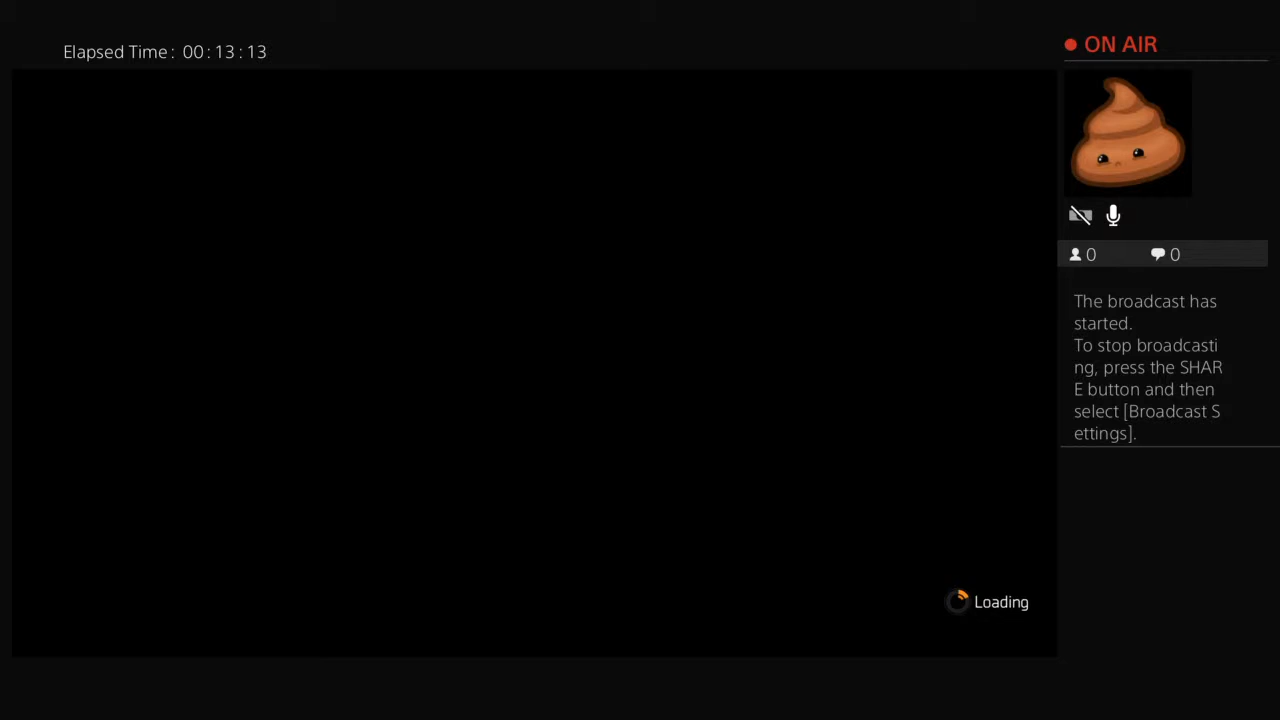 Elapsed Time: 00:13:13
ON AIR
0 0
The broadcast has
started.
To stop broadcasti
ng, press the SHAR
E button and then
select [Broadcast S
ettings].
Loading